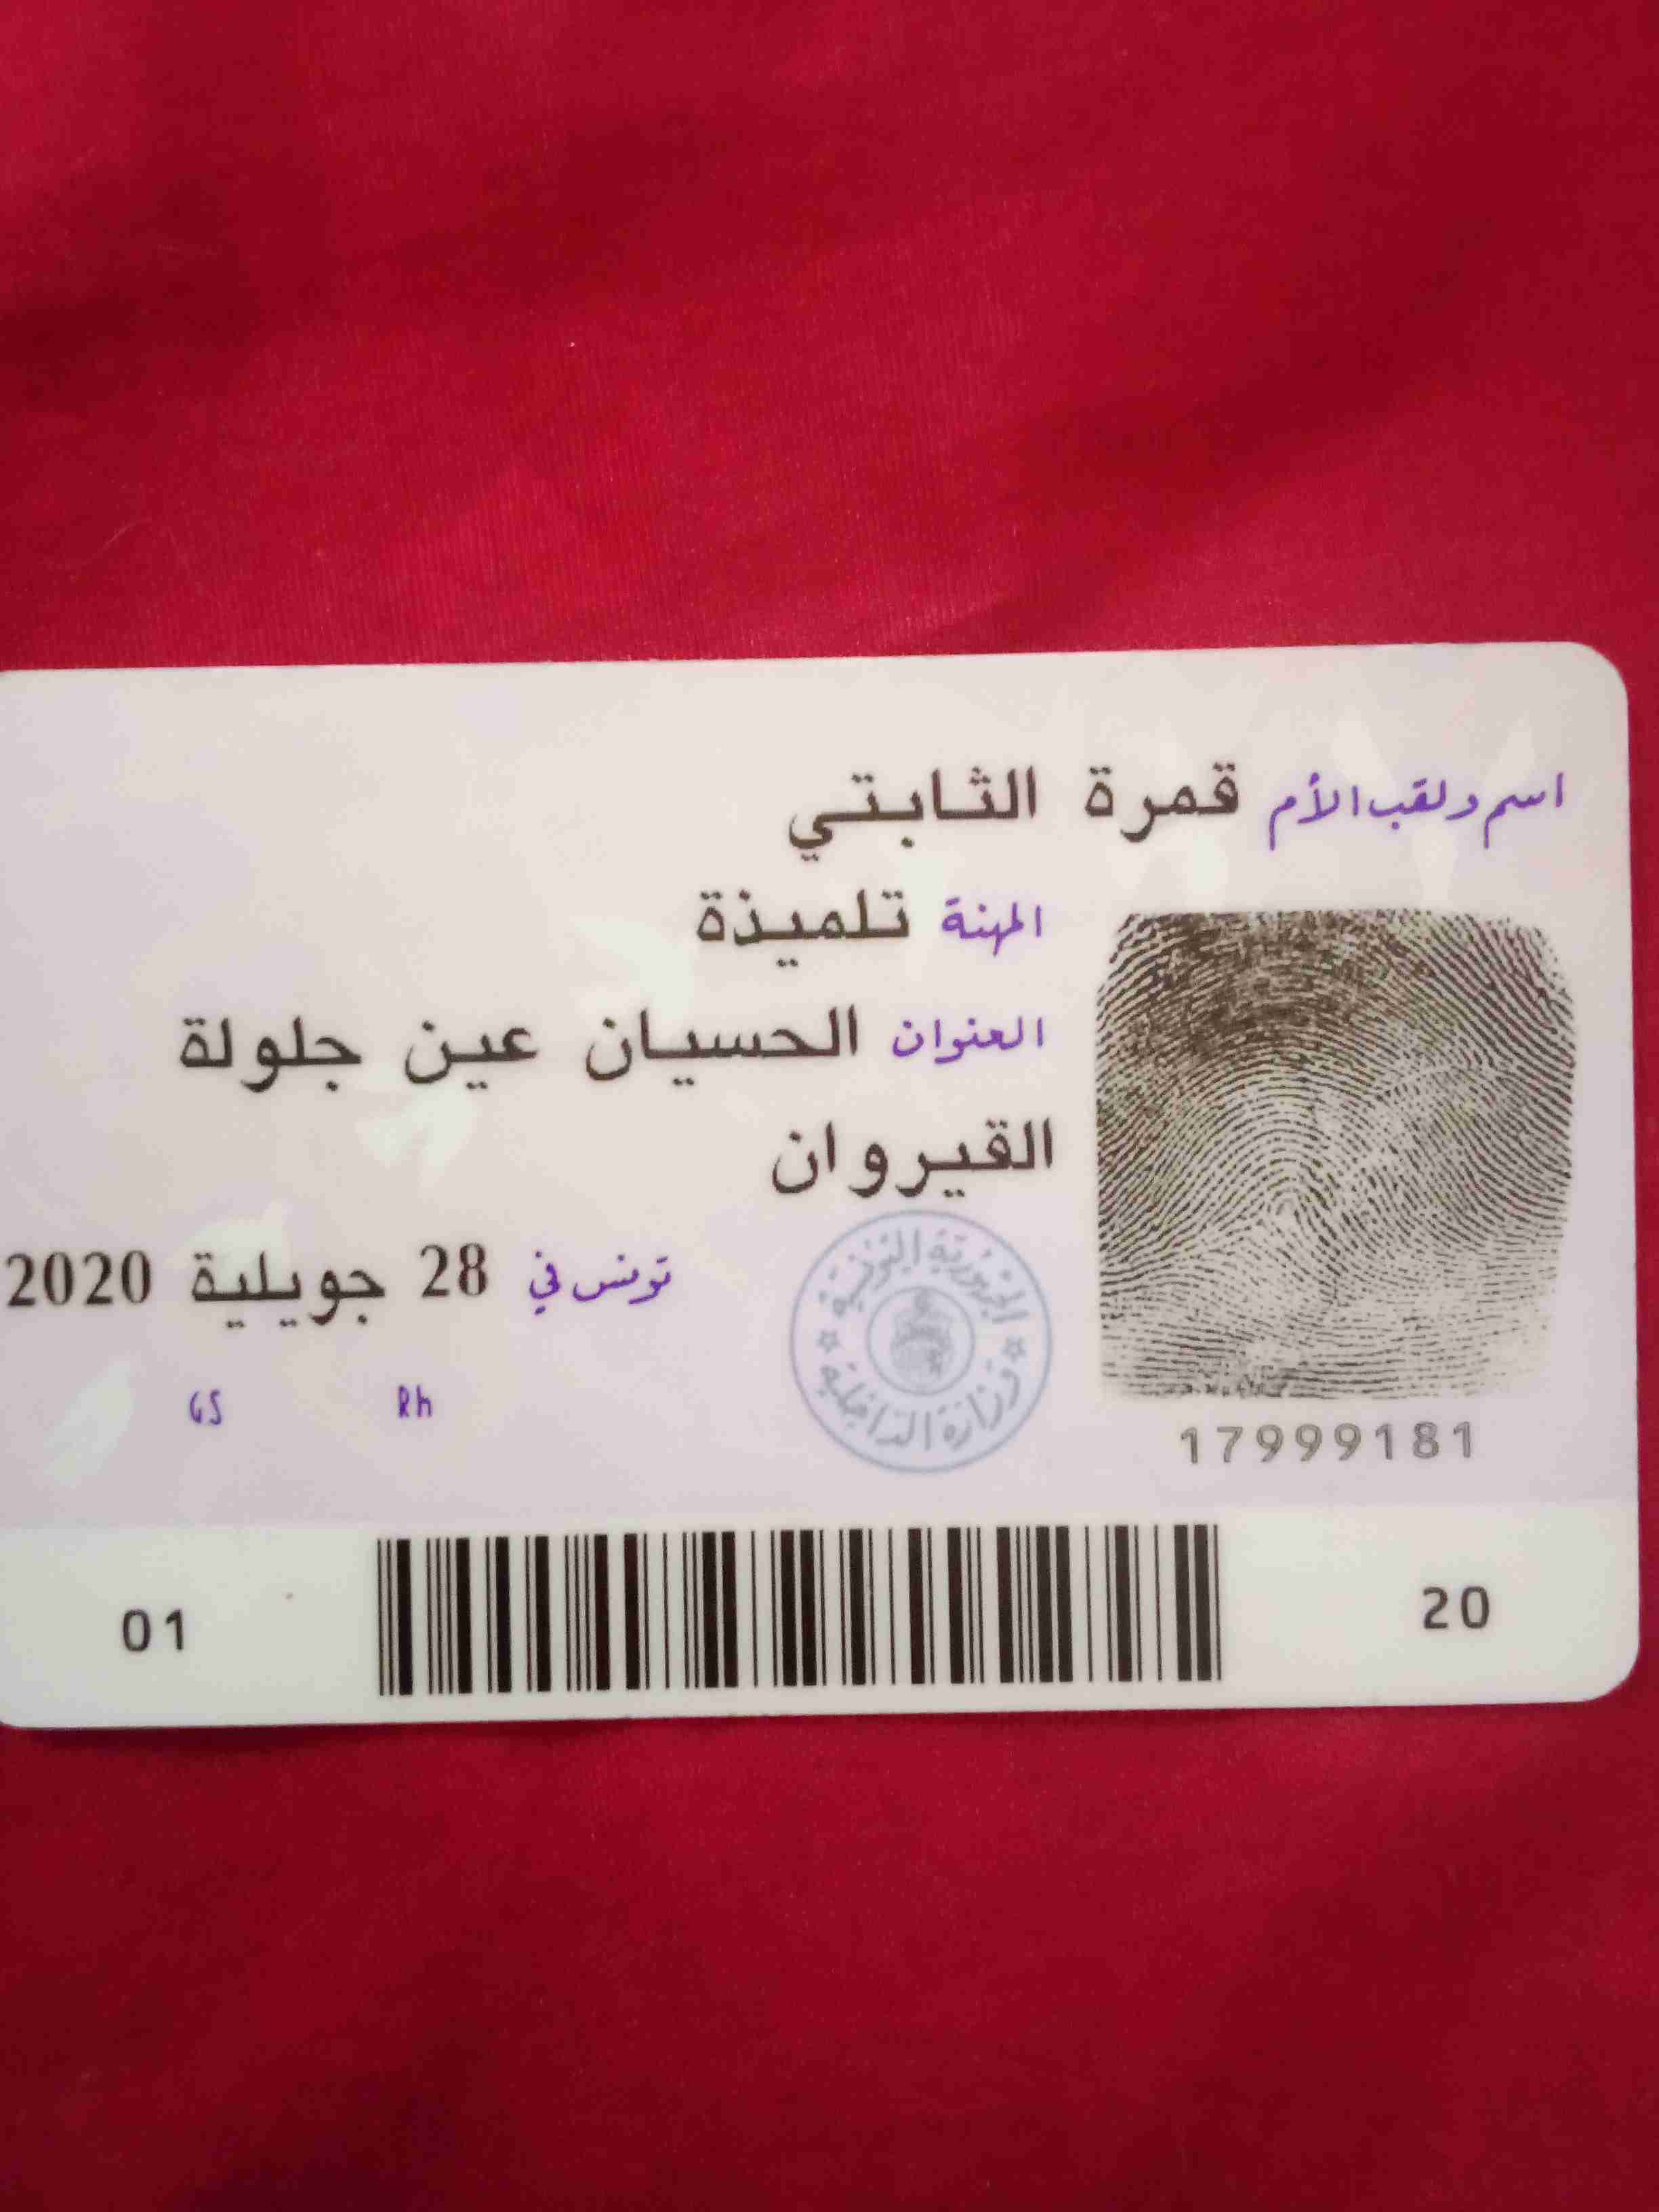 اسم ولقب الأم قمرة الثابتي
المهنة تلميذة
العنوان الحسيان عين جلولة
القيروان
تونس في 28 جويلية 2020
الجمهورية التونسية
وزارة الداخلية
GS Rh
17999181
01 20